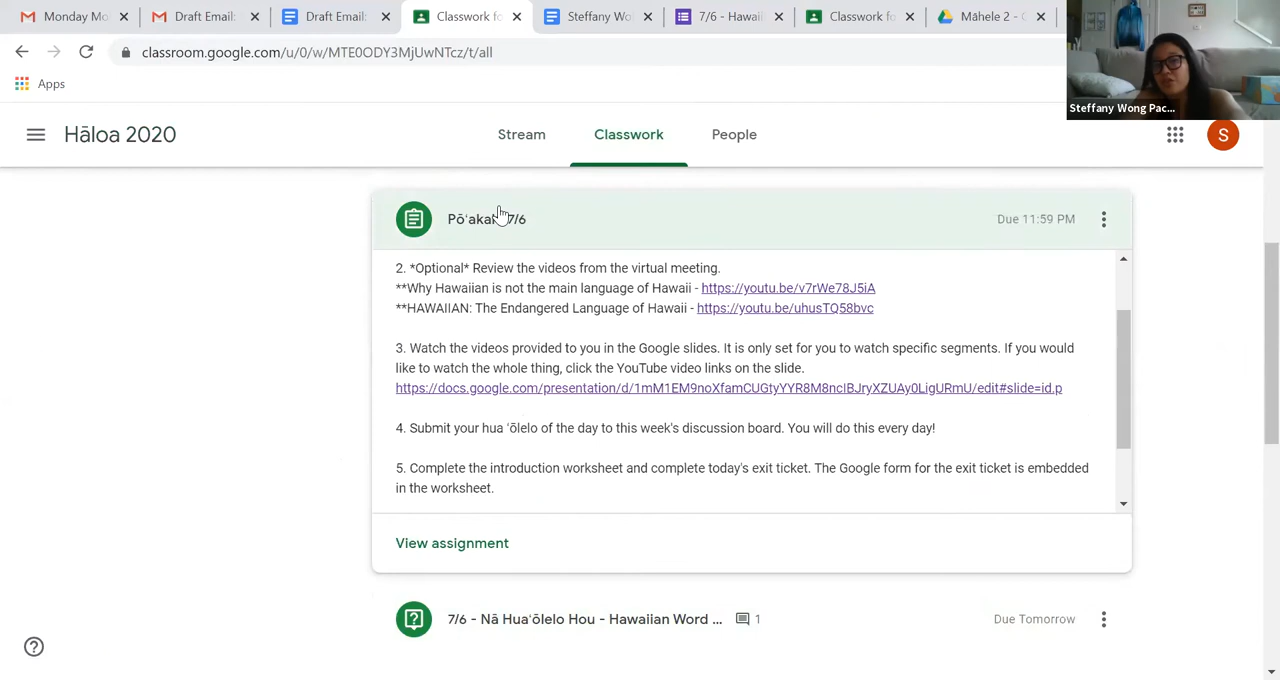 Monday Mo
Draft Email:
Draft Email:
Classwork fo
Steffany Wo
7/6 - Hawaii
Classwork fo
Māhele 2 - G
classroom.google.com/u/0/w/MTE0ODY3MjUwNTcz/t/all
Apps
Steffany Wong Pac...
Hāloa 2020
Stream
Classwork
People
S
7/6
Due 11:59 PM
2. *Optional* Review the videos from the virtual meeting.
**Why Hawaiian is not the main language of Hawaii - https://youtu.be/v7rWe78J5iA
**HAWAIIAN: The Endangered Language of Hawaii - https://youtu.be/uhusTQ58bvc
3. Watch the videos provided to you in the Google slides. It is only set for you to watch specific segments. If you would
like to watch the whole thing, click the YouTube video links on the slide.
https://docs.google.com/presentation/d/1mM1EM9noXfamCUGtyYYR8M8ncIBJryXZUAy0LigURmU/edit#slide=id.p
4. Submit your hua ʻōlelo of the day to this week's discussion board. You will do this every day!
5. Complete the introduction worksheet and complete today's exit ticket. The Google form for the exit ticket is embedded
in the worksheet.
View assignment
7/6 - Nā Huaʻōlelo Hou - Hawaiian Word ...
1
Due Tomorrow